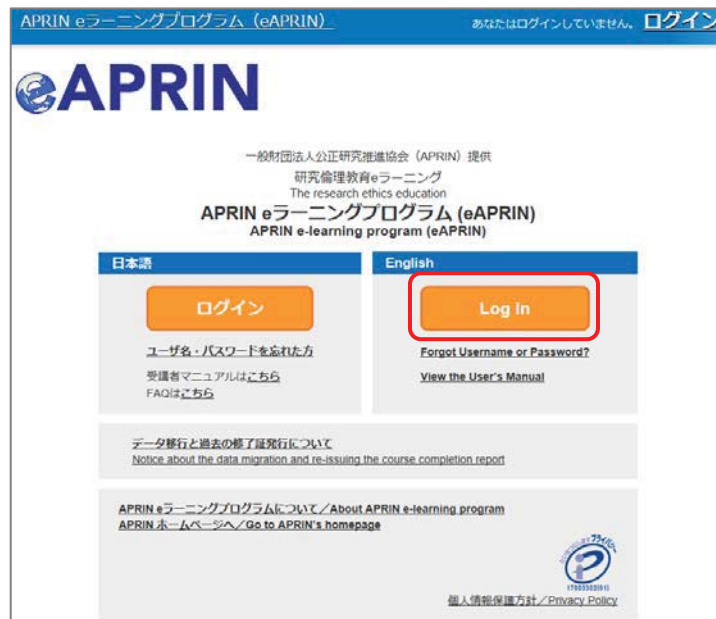 APRIN eラーニングプログラム（eAPRIN） あなたはログインしていません。 ログイン
eAPRIN
一般財団法人公正研究推進協会（APRIN）提供
研究倫理教育eラーニング
The research ethics education
APRIN eラーニングプログラム (eAPRIN)
APRIN e-learning program (eAPRIN)
日本語
ログイン
ユーザ名・パスワードを忘れた方
受講者マニュアルはこちら
FAQはこちら
English
Log In
Forgot Username or Password?
View the User's Manual
データ移行と過去の修了証発行について
Notice about the data migration and re-issuing the course completion report
APRIN eラーニングプログラムについて／About APRIN e-learning program
APRIN ホームページへ／Go to APRIN's homepage
プライバシー
個人情報保護方針／Privacy Policy